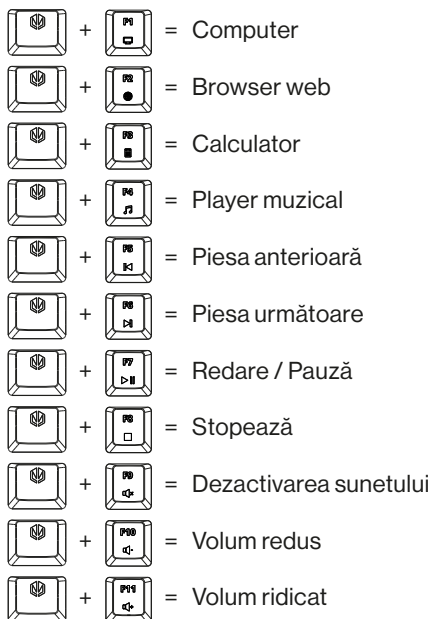 + F1 = Computer
+ F2 = Browser web
+ F3 = Calculator
+ F4 = Player muzical
+ F5 = Piesa anterioară
+ F6 = Piesa următoare
+ F7 = Redare / Pauză
+ F8 = Stopează
+ F9 = Dezactivarea sunetului
+ F10 = Volum redus
+ F11 = Volum ridicat